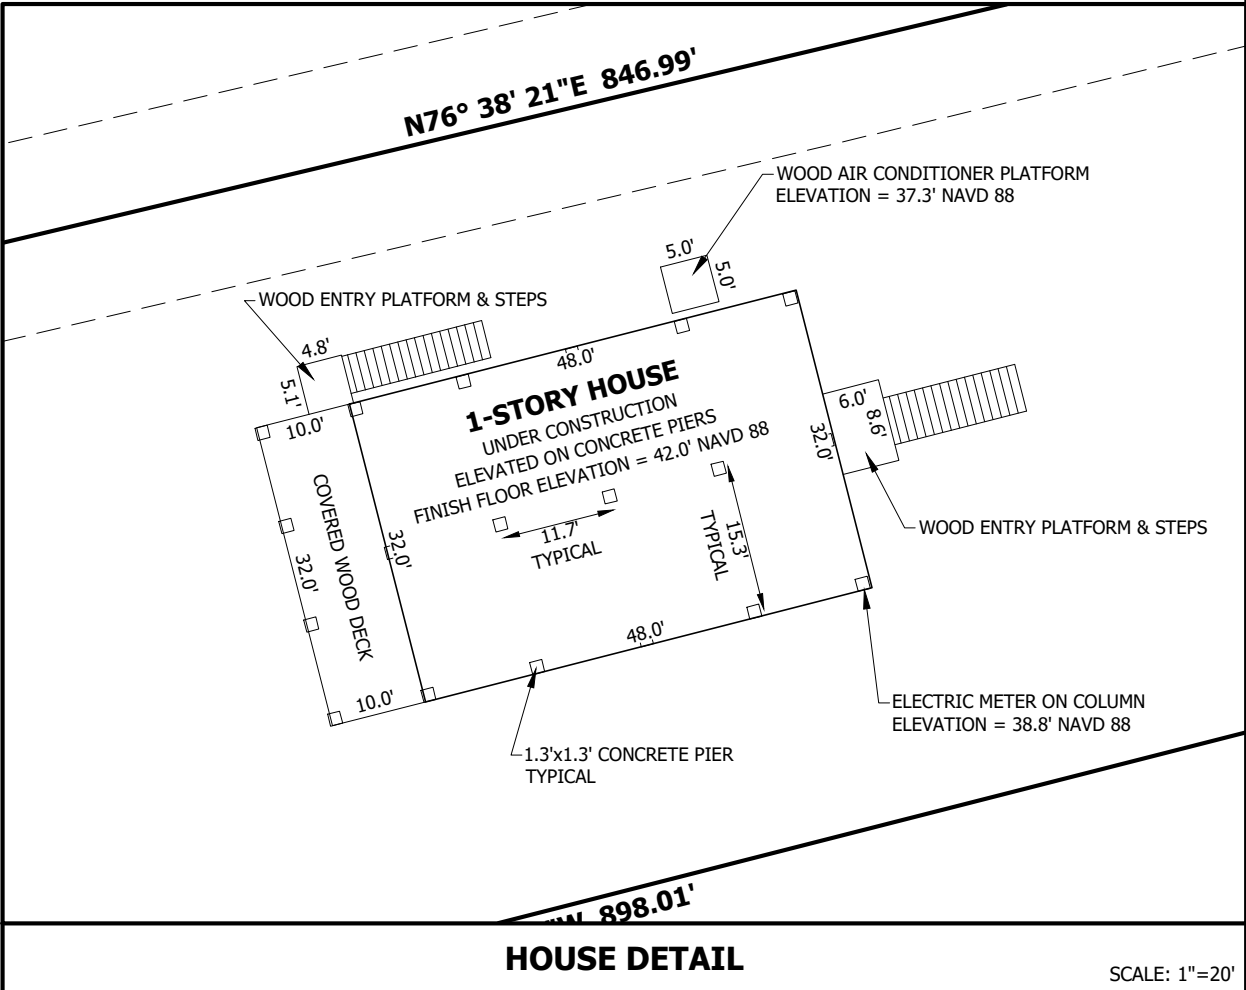 N76° 38' 21"E 846.99'
WOOD AIR CONDITIONER PLATFORM
ELEVATION = 37.3' NAVD 88
5.0'
5.0'
WOOD ENTRY PLATFORM & STEPS
4.8'
5.1'
10.0'
48.0'
1-STORY HOUSE
UNDER CONSTRUCTION
ELEVATED ON CONCRETE PIERS
FINISH FLOOR ELEVATION = 42.0' NAVD 88
6.0'
8.6'
32.0'
WOOD ENTRY PLATFORM & STEPS
COVERED WOOD DECK
32.0'
32.0'
11.7'
TYPICAL
15.3'
TYPICAL
48.0'
10.0'
ELECTRIC METER ON COLUMN
ELEVATION = 38.8' NAVD 88
1.3'x1.3' CONCRETE PIER
TYPICAL
"W 898.01'
HOUSE DETAIL
SCALE: 1"=20'